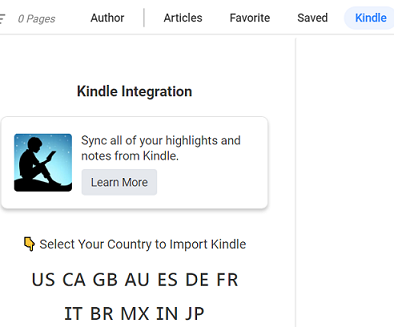 0 Pages Author Articles Favorite Saved Kindle
Kindle Integration
Sync all of your highlights and
notes from Kindle.
Learn More
Select Your Country to Import Kindle
US CA GB AU ES DE FR
IT BR MX IN JP